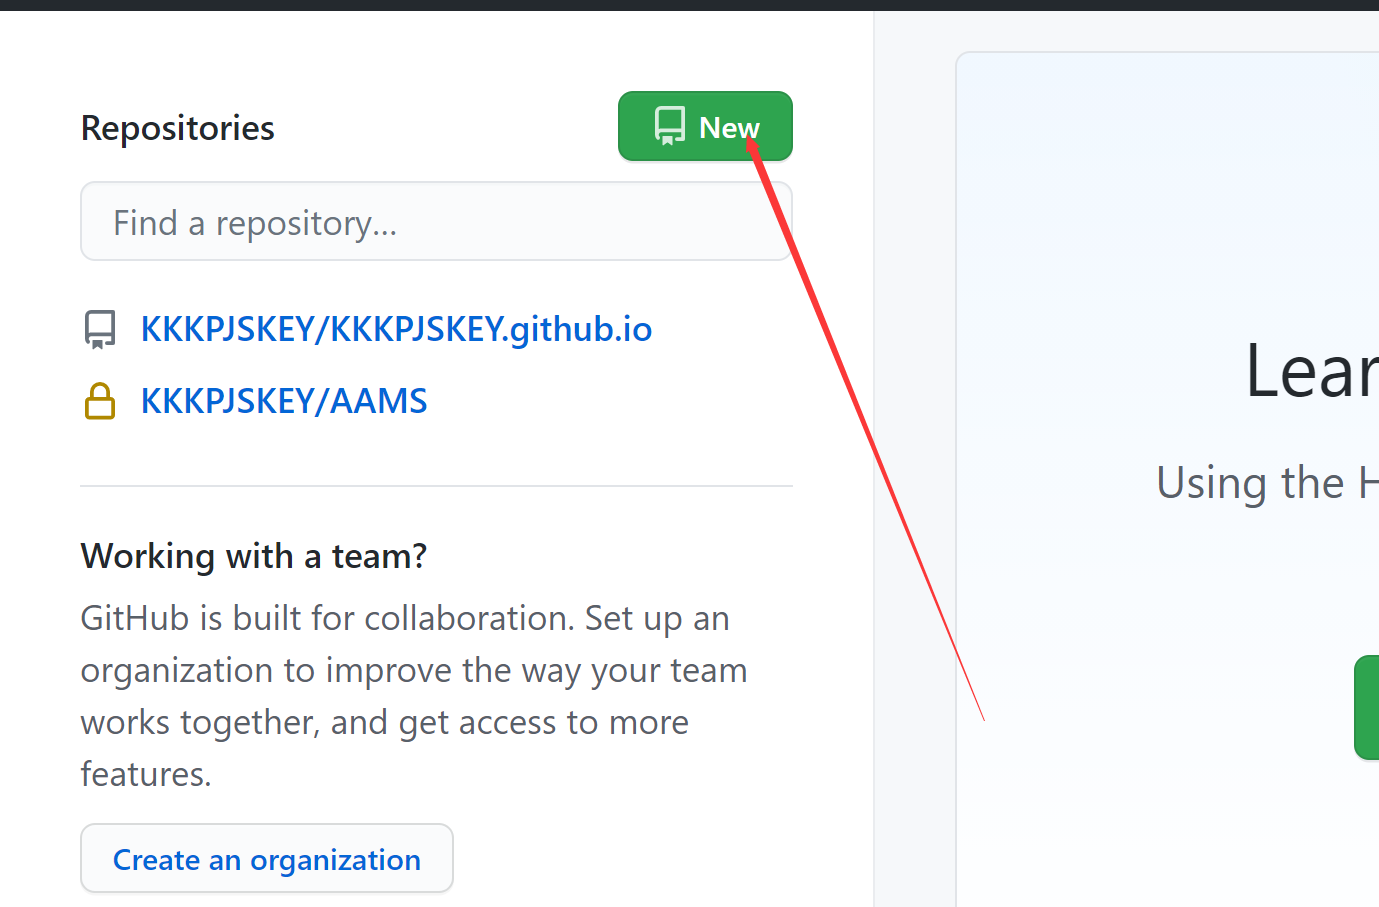 Repositories
New
Find a repository...
KKKPJSKEY/KKKPJSKEY.github.io
KKKPJSKEY/AAMS
Working with a team?
GitHub is built for collaboration. Set up an
organization to improve the way your team
works together, and get access to more
features.
Create an organization
Lear
Using the H